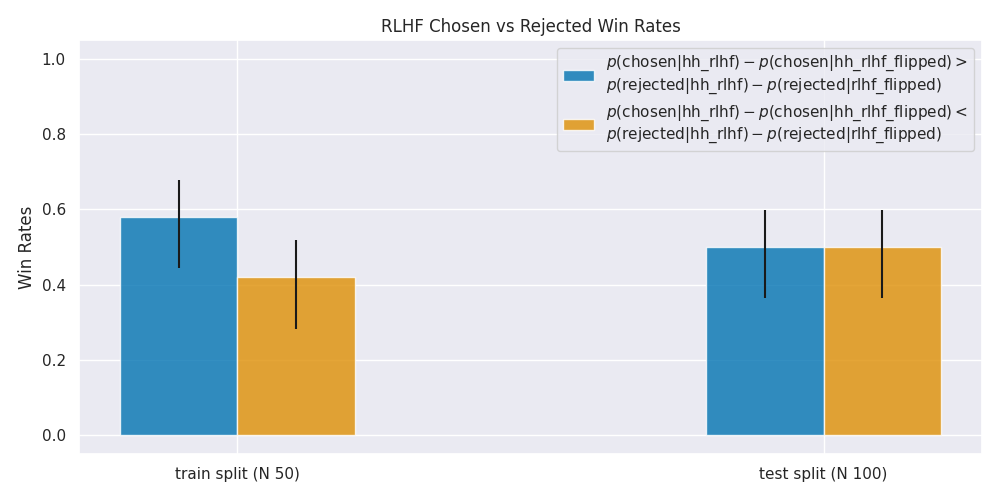 RLHF Chosen vs Rejected Win Rates
p(chosen|hh_rlhf) − p(chosen|hh_rlhf_flipped) >
p(rejected|hh_rlhf) − p(rejected|rlhf_flipped)
p(chosen|hh_rlhf) − p(chosen|hh_rlhf_flipped) <
p(rejected|hh_rlhf) − p(rejected|rlhf_flipped)
Win Rates
1.0
0.8
0.6
0.4
0.2
0.0
train split (N 50)
test split (N 100)